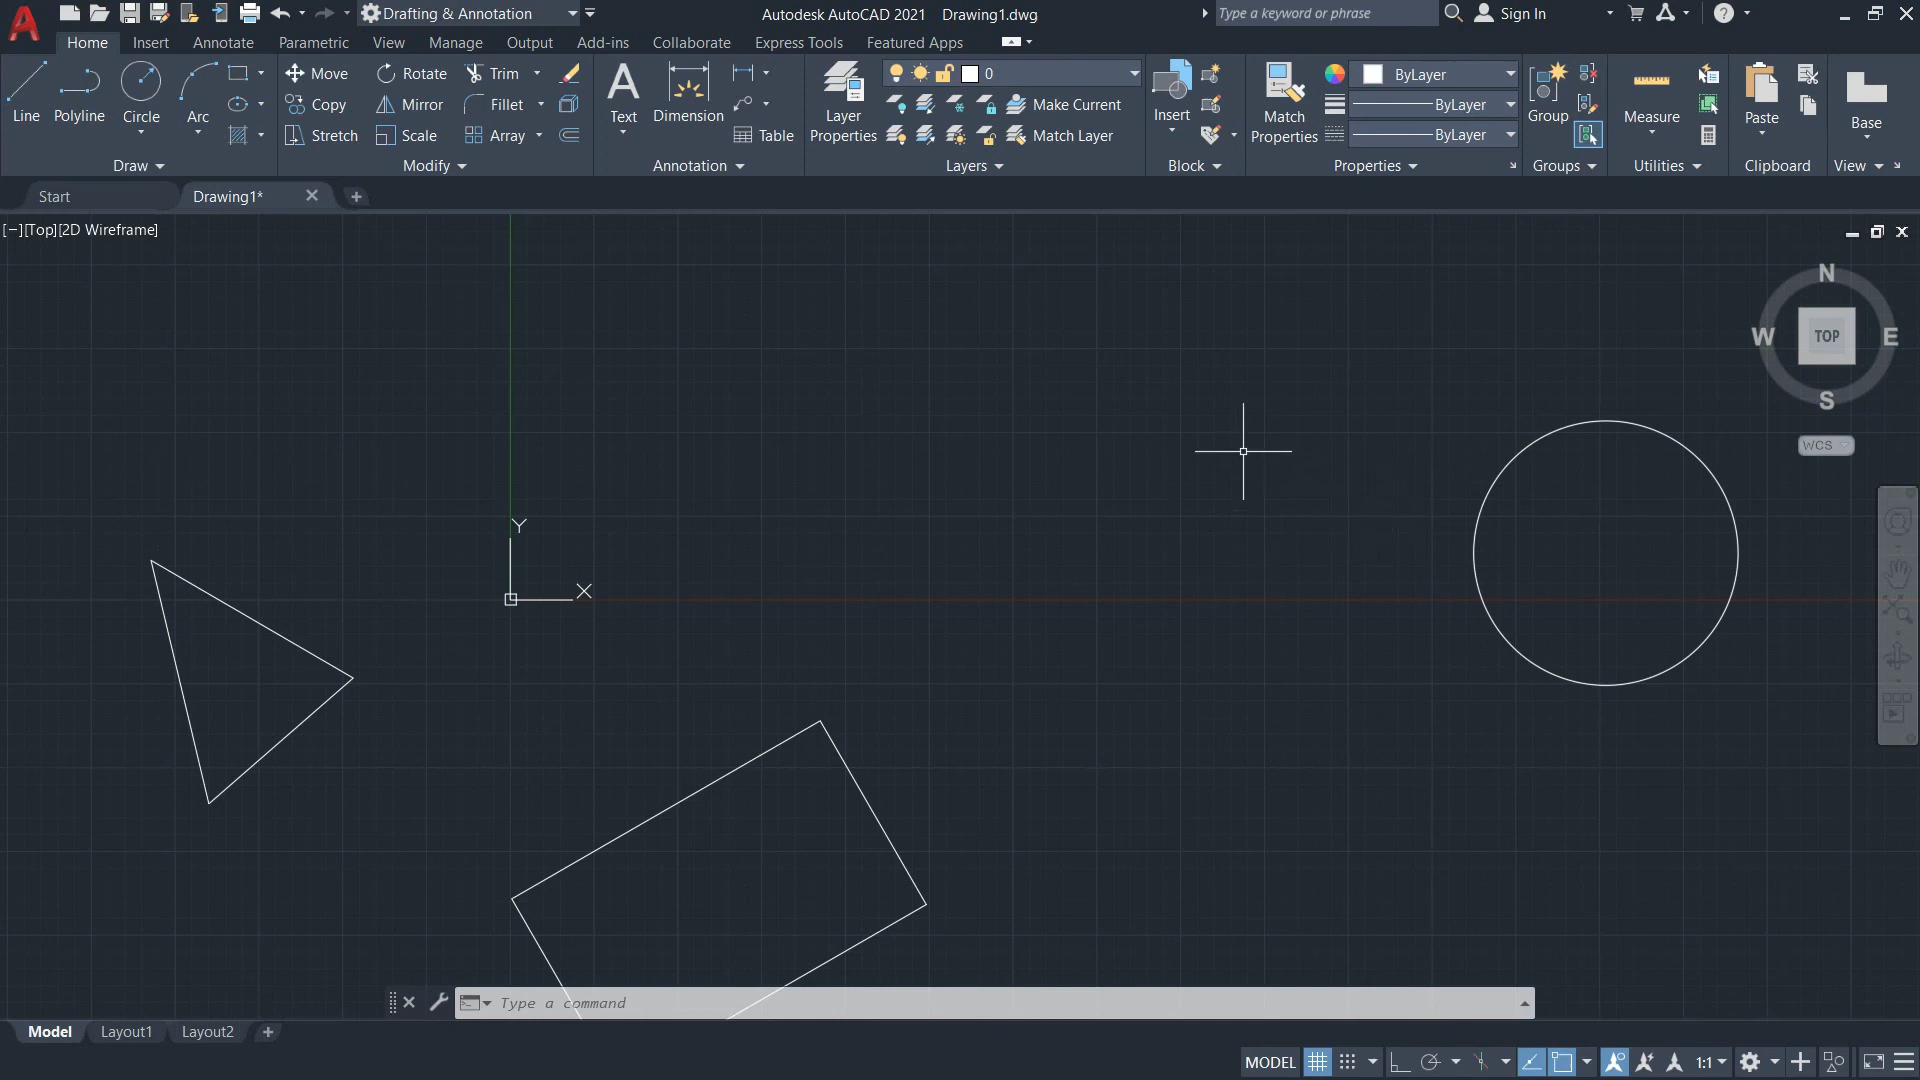 Drafting & Annotation
Autodesk AutoCAD 2021 Drawing1.dwg
Type a keyword or phrase
Sign In
Home Insert Annotate Parametric View Manage Output Add-ins Collaborate Express Tools Featured Apps
Line Polyline Circle Arc
Move Rotate Trim
Copy Mirror Fillet
Stretch Scale Array
Text Dimension Table
Layer Properties
0
Make Current
Match Layer
Insert
Match Properties
ByLayer
ByLayer
ByLayer
Group
Measure
Paste
Base
Draw Modify Annotation Layers Block Properties Groups Utilities Clipboard View
Start Drawing1*
[−][Top][2D Wireframe]
N
W TOP E
S
WCS
Y
X
Type a command
Model Layout1 Layout2
MODEL 1:1